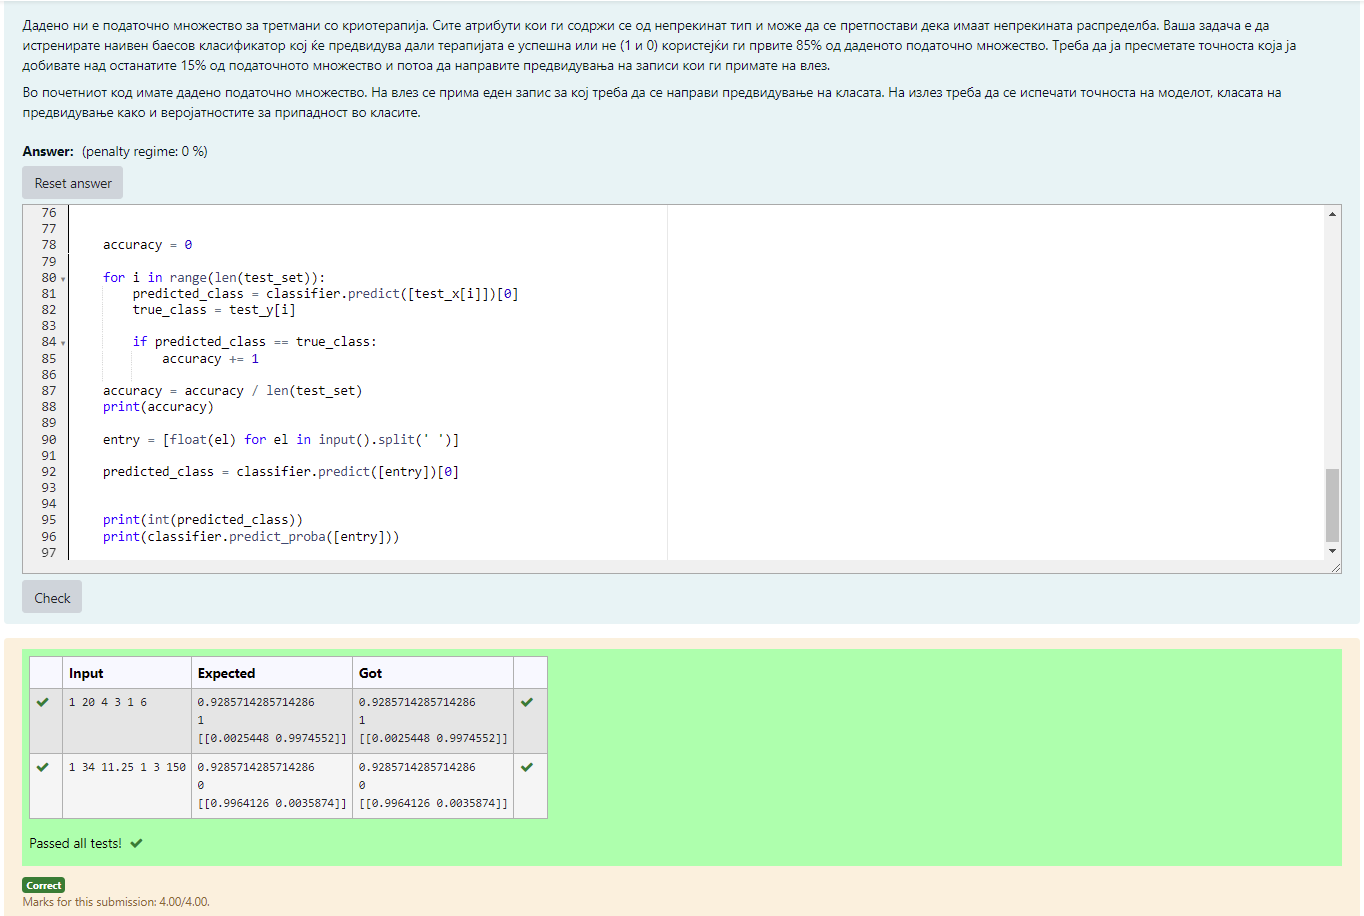 Дадено ни е податочно множество за третмани со криотерапија. Сите атрибути кои ги содржи се од непрекинат тип и може да се претпостави дека имаат непрекината распределба. Ваша задача е да
истренирате наивен баесов класификатор кој ќе предвидува дали терапијата е успешна или не (1 и 0) користејќи ги првите 85% од даденото податочно множество. Треба да ја пресметате точноста која ја
добивате над останатите 15% од податочното множество и потоа да направите предвидувања на записи кои ги примате на влез.
Во почетниот код имате дадено податочно множество. На влез се прима еден запис за кој треба да се направи предвидување на класата. На излез треба да се испечати точноста на моделот, класата на
предвидување како и веројатностите за припадност во класите.
Answer: (penalty regime: 0 %)
Reset answer
76
77
78 accuracy = 0
79
80 for i in range(len(test_set)):
81 predicted_class = classifier.predict([test_x[i]])[0]
82 true_class = test_y[i]
83
84 if predicted_class == true_class:
85 accuracy += 1
86
87 accuracy = accuracy / len(test_set)
88 print(accuracy)
89
90 entry = [float(el) for el in input().split(' ')]
91
92 predicted_class = classifier.predict([entry])[0]
93
94
95 print(int(predicted_class))
96 print(classifier.predict_proba([entry]))
97
Check
Input Expected Got
1 20 4 3 1 6 0.9285714285714286 0.9285714285714286
1 1
[[0.0025448 0.9974552]] [[0.0025448 0.9974552]]
1 34 11.25 1 3 150 0.9285714285714286 0.9285714285714286
0 0
[[0.9964126 0.0035874]] [[0.9964126 0.0035874]]
Passed all tests!
Correct
Marks for this submission: 4.00/4.00.